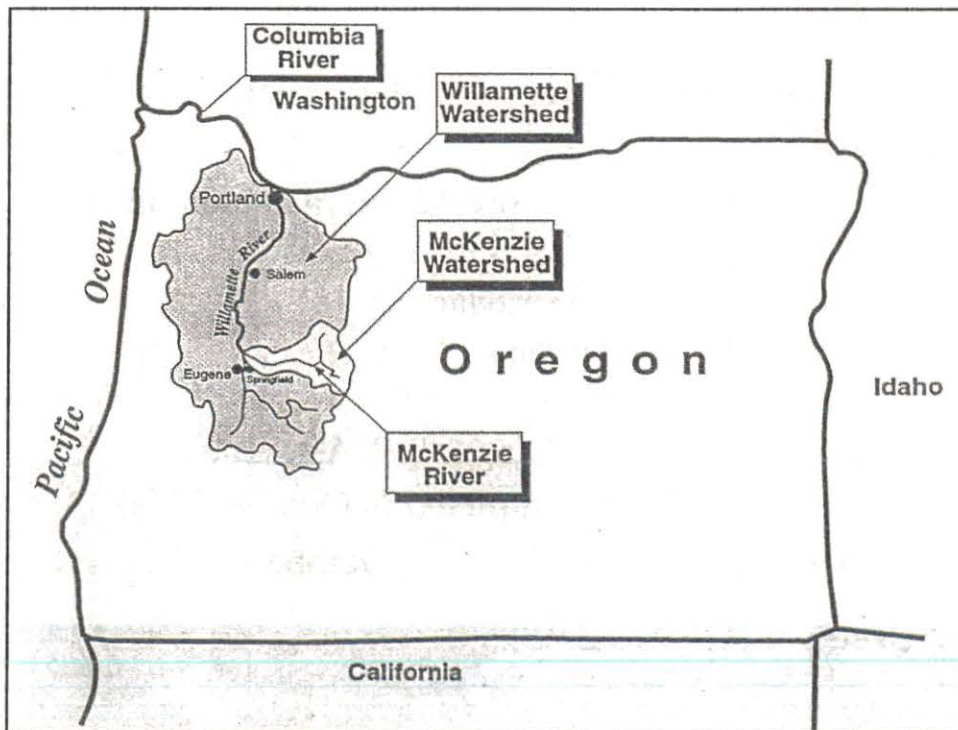 Columbia
River
Washington
Willamette
Watershed
Portland
McKenzie
Watershed
Willamette River
Salem
Pacific Ocean
Oregon
Eugene
Springfield
Idaho
McKenzie
River
California